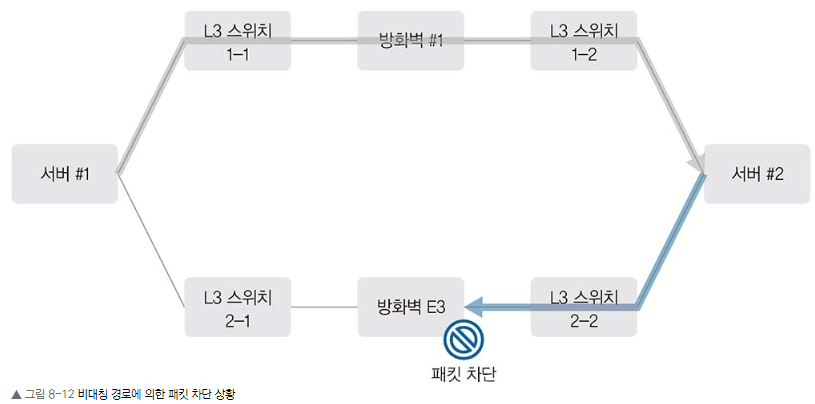 L3 스위치
1-1
방화벽 #1
L3 스위치
1-2
서버 #1
서버 #2
L3 스위치
2-1
방화벽 E3
L3 스위치
2-2
패킷 차단
▲ 그림 8-12 비대칭 경로에 의한 패킷 차단 상황